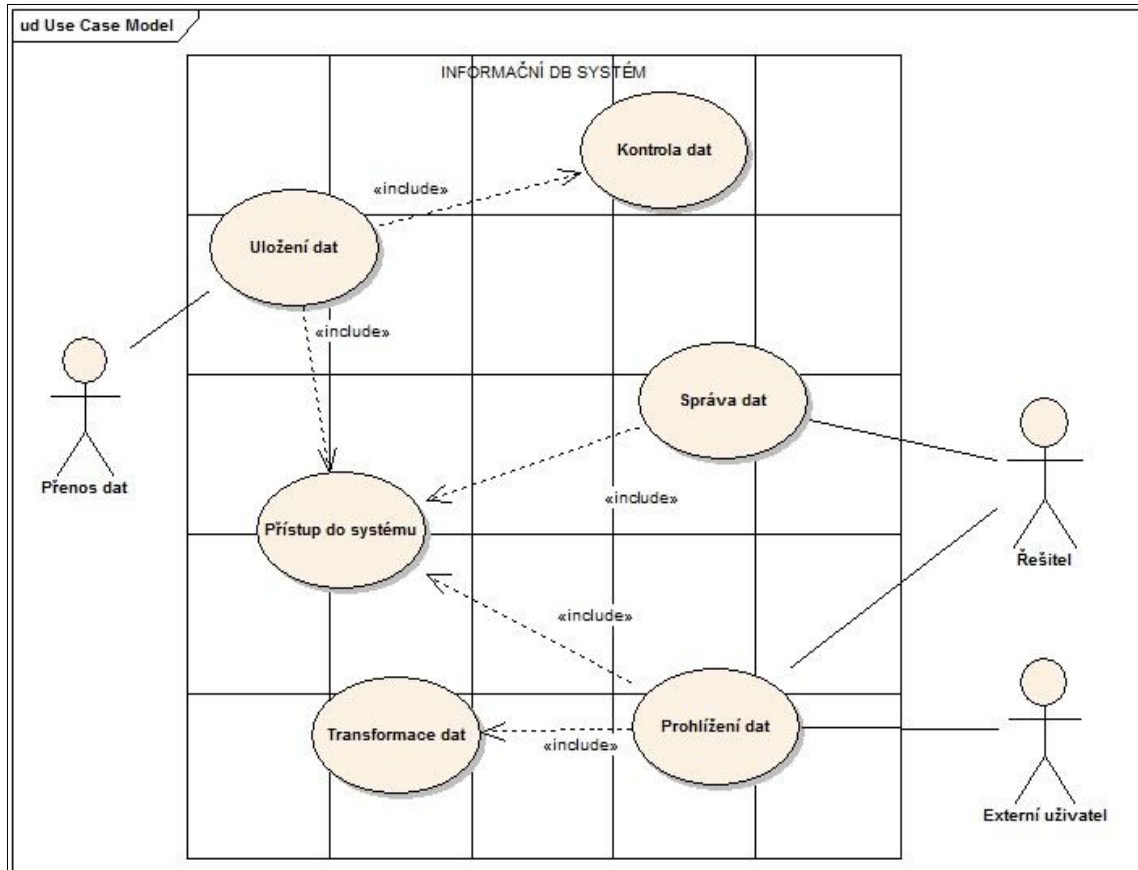 ud Use Case Model
INFORMAČNÍ DB SYSTÉM
Kontrola dat
«include»
Uložení dat
«include»
Správa dat
Přenos dat
«include»
Přístup do systému
Řešitel
«include»
Transformace dat
«include»
Prohlížení dat
Externí uživatel